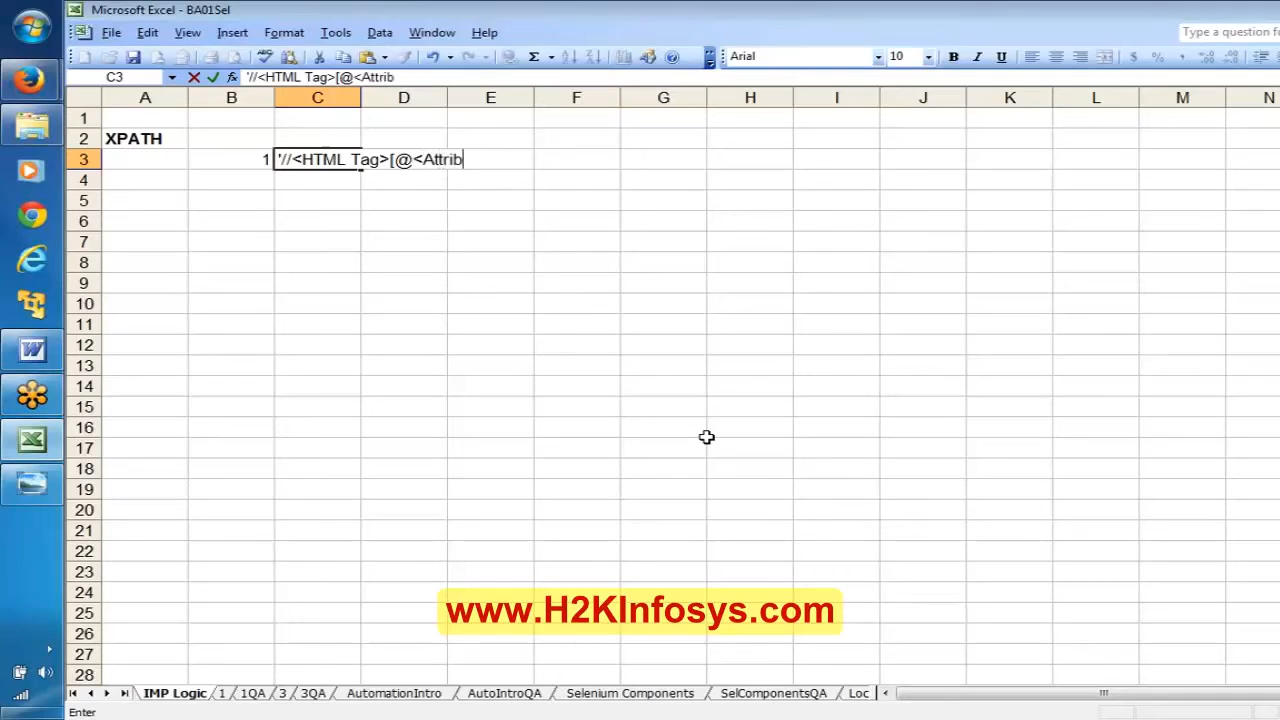 Microsoft Excel - BA01Sel
File Edit View Insert Format Tools Data Window Help
Type a question f
Arial 10 B I U $ %
C3 '//<HTML Tag>[@<Attrib
A B C D E F G H I J K L M N
1
2 XPATH
3 1 '//<HTML Tag>[@<Attrib
4
5
6
7
8
9
10
11
12
13
14
15
16
17
18
19
20
21
22
23
24
25
26
27
28
www.H2KInfosys.com
IMP Logic 1 1QA 3 3QA AutomationIntro AutoIntroQA Selenium Components SelComponentsQA Loc
Enter